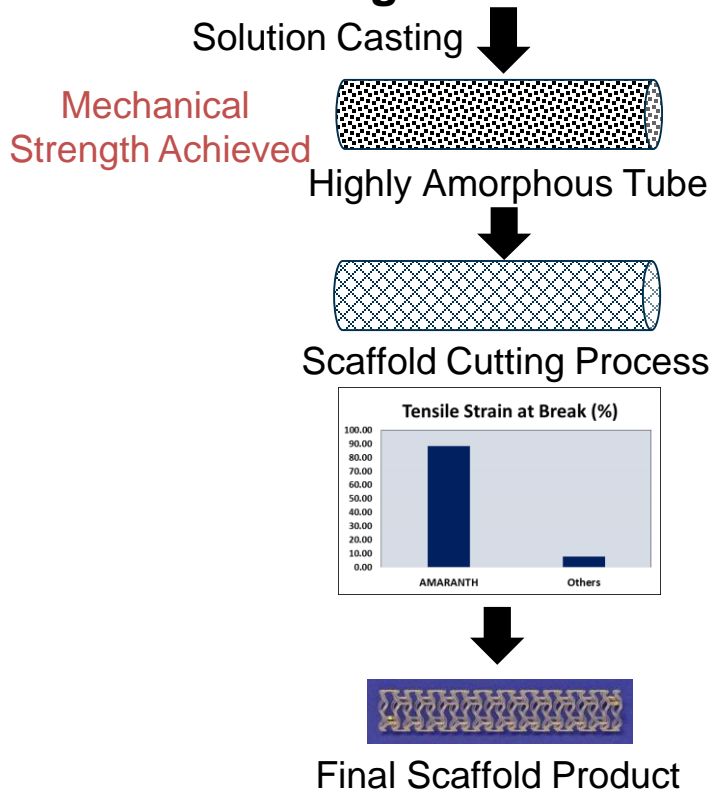 Solution Casting
Mechanical
Strength Achieved
Highly Amorphous Tube
Scaffold Cutting Process
Tensile Strain at Break (%)
100.00
90.00
80.00
70.00
60.00
50.00
40.00
30.00
20.00
10.00
0.00
AMARANTH Others
Final Scaffold Product